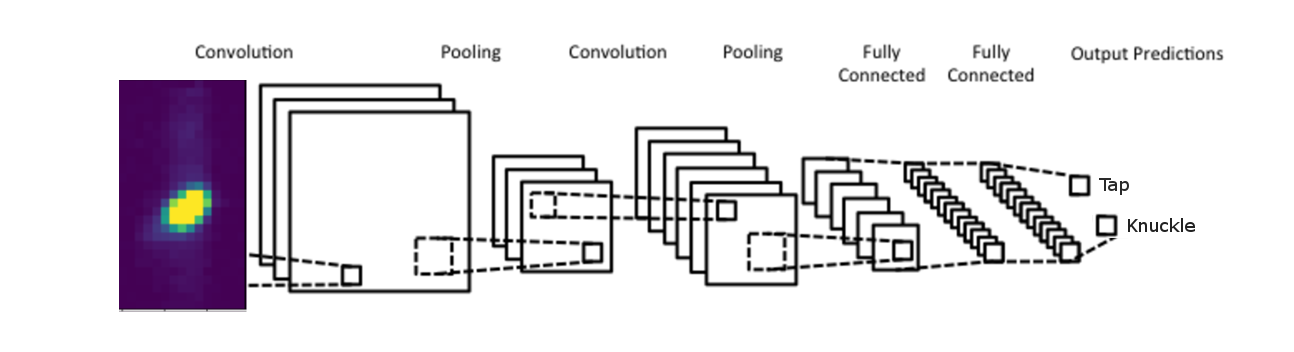 Convolution
Pooling
Convolution
Pooling
Fully
Connected
Fully
Connected
Output Predictions
Tap
Knuckle